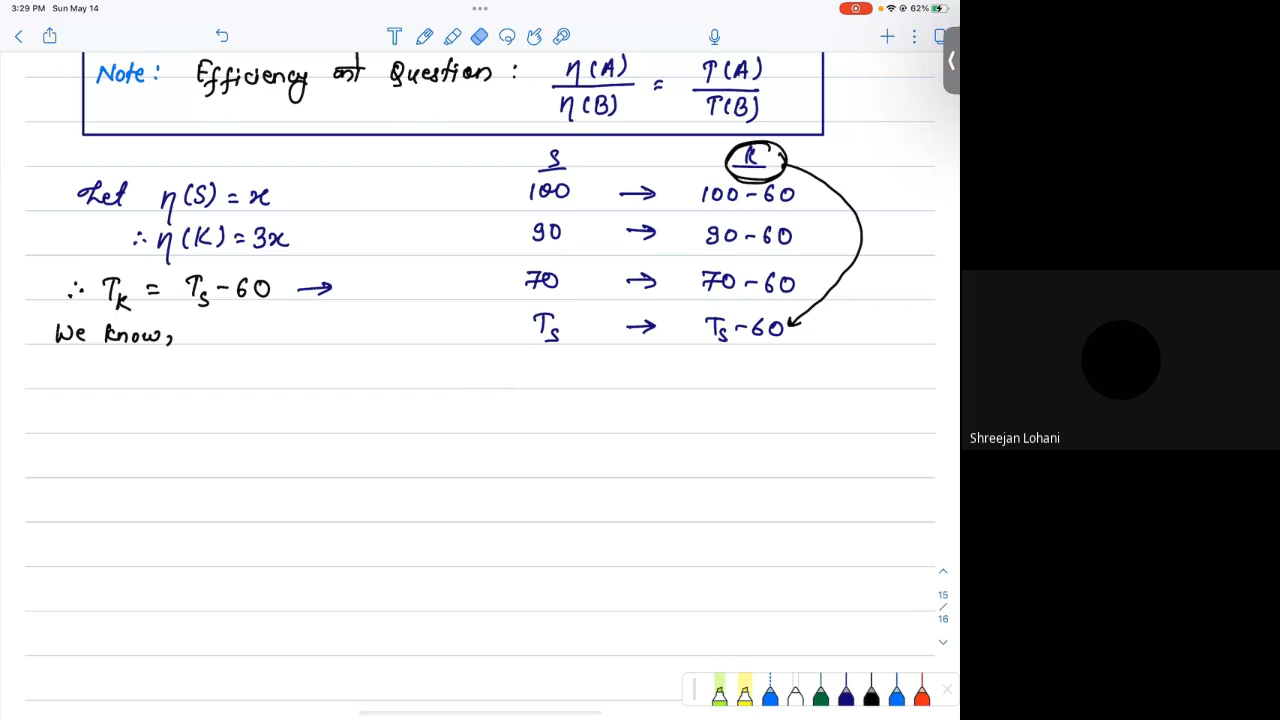 3:29 PM Sun May 14
62%
Note: Efficiency Question : η(A)/η(B) = T(A)/T(B)
S K
Let η(S) = x 100 → 100-60
∴ η(K) = 3x 90 → 90-60
∴ T_K = T_S - 60 → 70 → 70-60
We know, T_S → T_S - 60
Shreejan Lohani
15
/
16